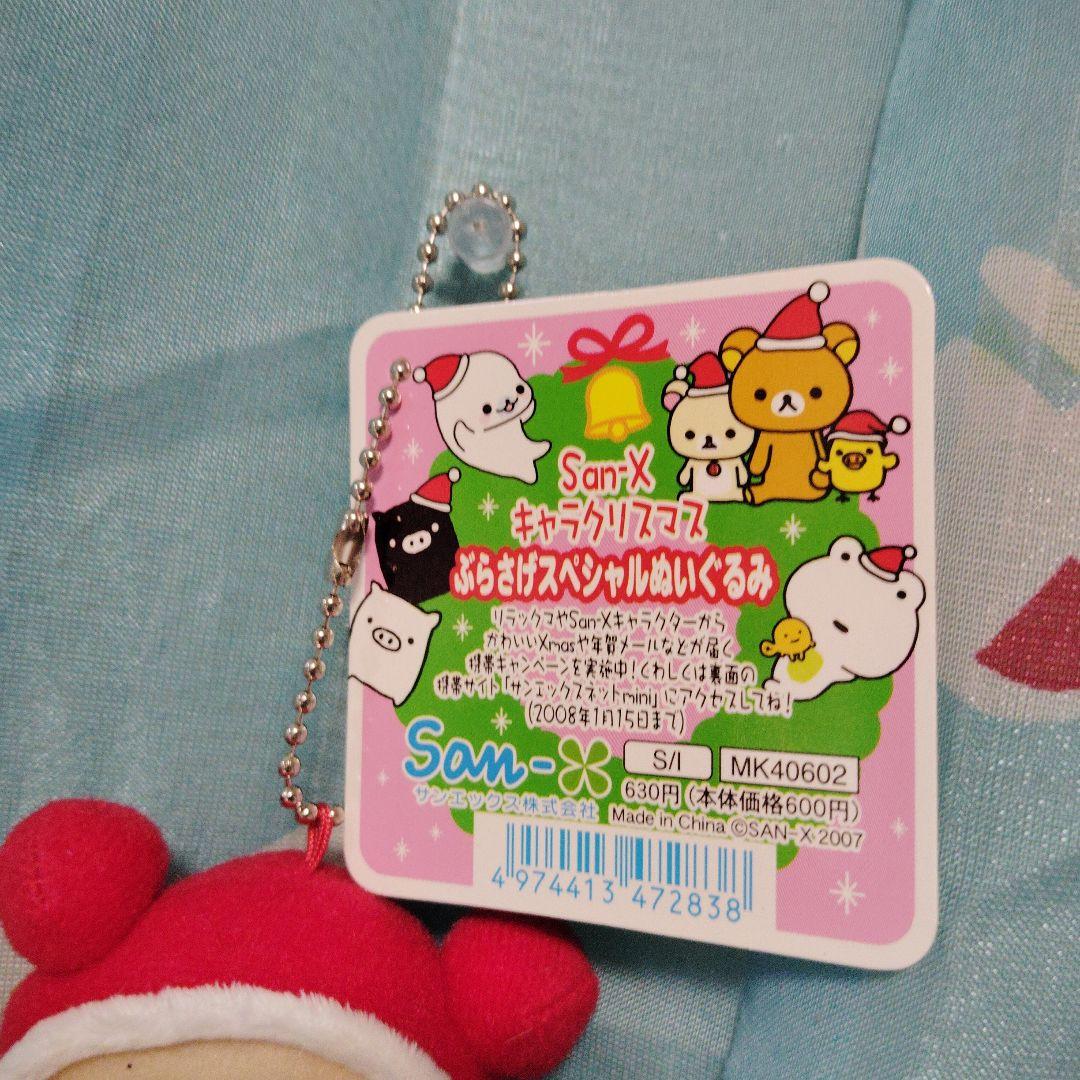 San-X
キャラクリスマス
ぶらさげスペシャルぬいぐるみ
リラックマやSan-Xキャラクターから
かわいいXmasや年賀メールなどが届く
携帯キャンペーンを実施中!くわしくは裏面の
携帯サイト「サンエックスネットmini」にアクセスしてね!
(2008年1月15日まで)
San-X
サンエックス株式会社
S/I
MK40602
630円(本体価格600円)
Made in China ©SAN-X 2007
4 974413 472838